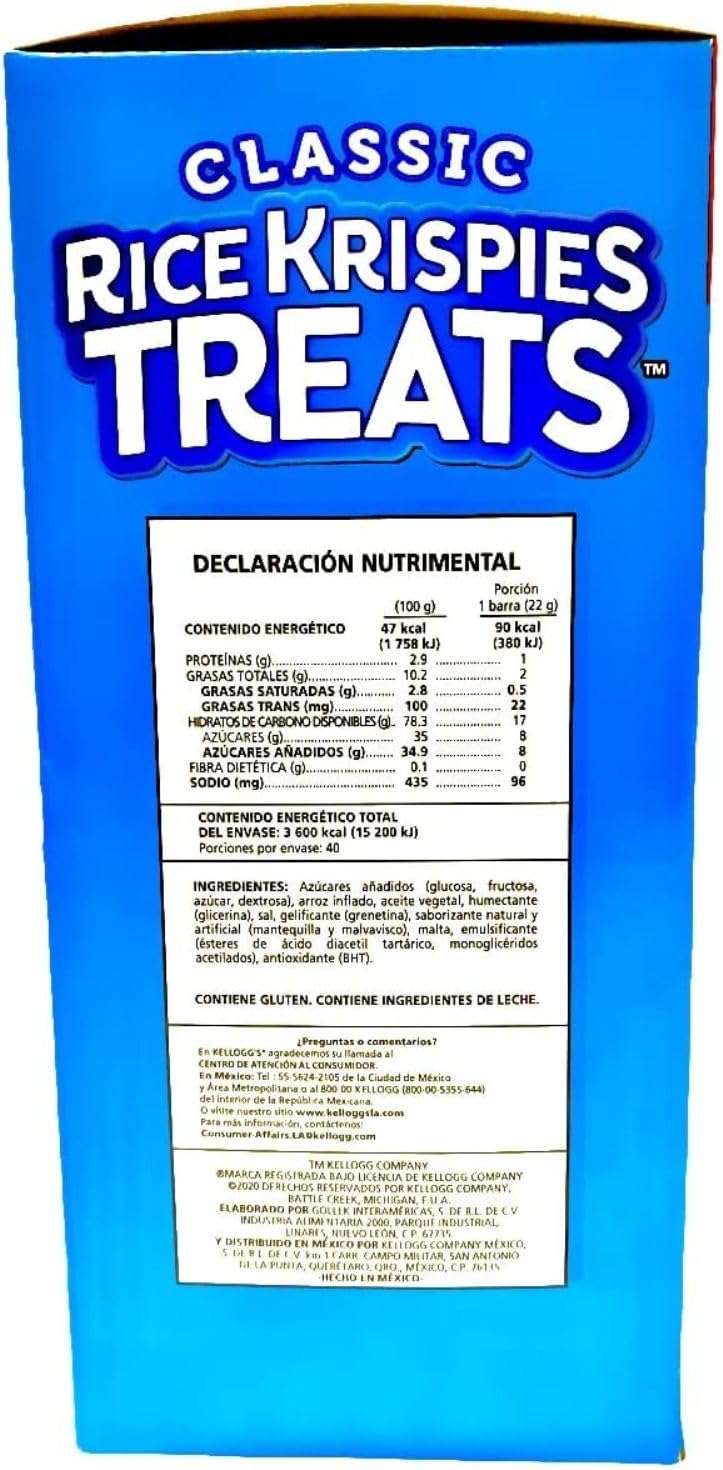 CLASSIC
RICE KRISPIES
TREATS™
DECLARACIÓN NUTRIMENTAL
Porción
(100 g) 1 barra (22 g)
CONTENIDO ENERGÉTICO 47 kcal 90 kcal
(1 758 kJ) (380 kJ)
PROTEÍNAS (g)........ 2.9 ........ 1
GRASAS TOTALES (g)........ 10.2 ........ 2
GRASAS SATURADAS (g)........ 2.8 ........ 0.5
GRASAS TRANS (mg)........ 100 ........ 22
HIDRATOS DE CARBONO DISPONIBLES (g).. 78.3 ........ 17
AZÚCARES (g)........ 35 ........ 8
AZÚCARES AÑADIDOS (g)........ 34.9 ........ 8
FIBRA DIETÉTICA (g)........ 0.1 ........ 0
SODIO (mg)........ 435 ........ 96
CONTENIDO ENERGÉTICO TOTAL
DEL ENVASE: 3 600 kcal (15 200 kJ)
Porciones por envase: 40
INGREDIENTES: Azúcares añadidos (glucosa, fructosa,
azúcar, dextrosa), arroz inflado, aceite vegetal, humectante
(glicerina), sal, gelificante (grenetina), saborizante natural y
artificial (mantequilla y malvavisco), malta, emulsificante
(ésteres de ácido diacetil tartárico, monoglicéridos
acetilados), antioxidante (BHT).
CONTIENE GLUTEN. CONTIENE INGREDIENTES DE LECHE.
¿Preguntas o comentarios?
En KELLOGG'S® agradecemos su llamada al
CENTRO DE ATENCIÓN AL CONSUMIDOR.
En México: Tel : 55-5624-2105 de la Ciudad de México
y Área Metropolitana o al 800 00 KELLOGG (800-00-5355-644)
del interior de la República Mexicana.
O visite nuestro sitio www.kelloggsla.com
Para más información, contáctenos:
Consumer-Affairs.LA@kellogg.com
TM KELLOGG COMPANY
®MARCA REGISTRADA BAJO LICENCIA DE KELLOGG COMPANY
©2020 DERECHOS RESERVADOS POR KELLOGG COMPANY,
BATTLE CREEK, MICHIGAN, E.U.A.
ELABORADO POR GOLLEK INTERAMÉRICAS, S. DE R.L. DE C.V.
INDUSTRIA ALIMENTARIA 2000, PARQUE INDUSTRIAL,
LINARES, NUEVO LEÓN, C.P. 67735
Y DISTRIBUIDO EN MÉXICO POR KELLOGG COMPANY MÉXICO,
S. DE R.L. DE C.V. Km 1 CARR. CAMPO MILITAR, SAN ANTONIO
DE LA PUNTA, QUERÉTARO, QRO., MÉXICO, C.P. 76135
-HECHO EN MÉXICO-